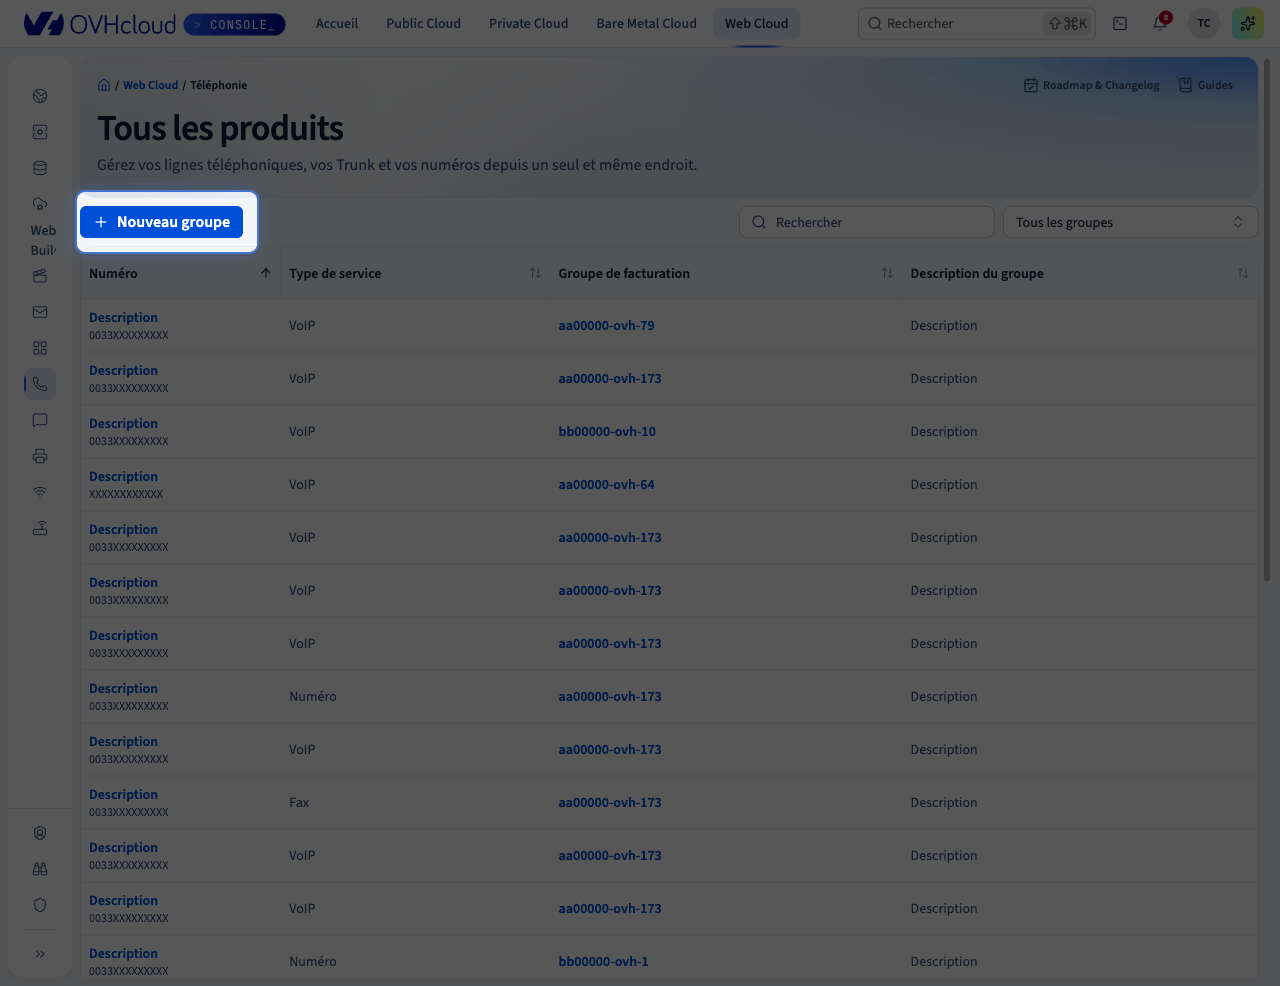 OVHcloud > CONSOLE_ Accueil Public Cloud Private Cloud Bare Metal Cloud Web Cloud Rechercher ⇧⌘K 8 TC
/ Web Cloud / Téléphonie Roadmap & Changelog Guides
Tous les produits
Gérez vos lignes téléphoniques, vos Trunk et vos numéros depuis un seul et même endroit.
Web
Buil
+ Nouveau groupe Rechercher Tous les groupes
Numéro Type de service Groupe de facturation Description du groupe
Description
0033XXXXXXXXX VoIP aa00000-ovh-79 Description
Description
0033XXXXXXXXX VoIP aa00000-ovh-173 Description
Description
0033XXXXXXXXX VoIP bb00000-ovh-10 Description
Description
XXXXXXXXXXXX VoIP aa00000-ovh-64 Description
Description
0033XXXXXXXXX VoIP aa00000-ovh-173 Description
Description
0033XXXXXXXXX VoIP aa00000-ovh-173 Description
Description
0033XXXXXXXXX VoIP aa00000-ovh-173 Description
Description
0033XXXXXXXXX Numéro aa00000-ovh-173 Description
Description
0033XXXXXXXXX VoIP aa00000-ovh-173 Description
Description
0033XXXXXXXXX Fax aa00000-ovh-173 Description
Description
0033XXXXXXXXX VoIP aa00000-ovh-173 Description
Description
0033XXXXXXXXX VoIP aa00000-ovh-173 Description
Description
0033XXXXXXXXX Numéro bb00000-ovh-1 Description